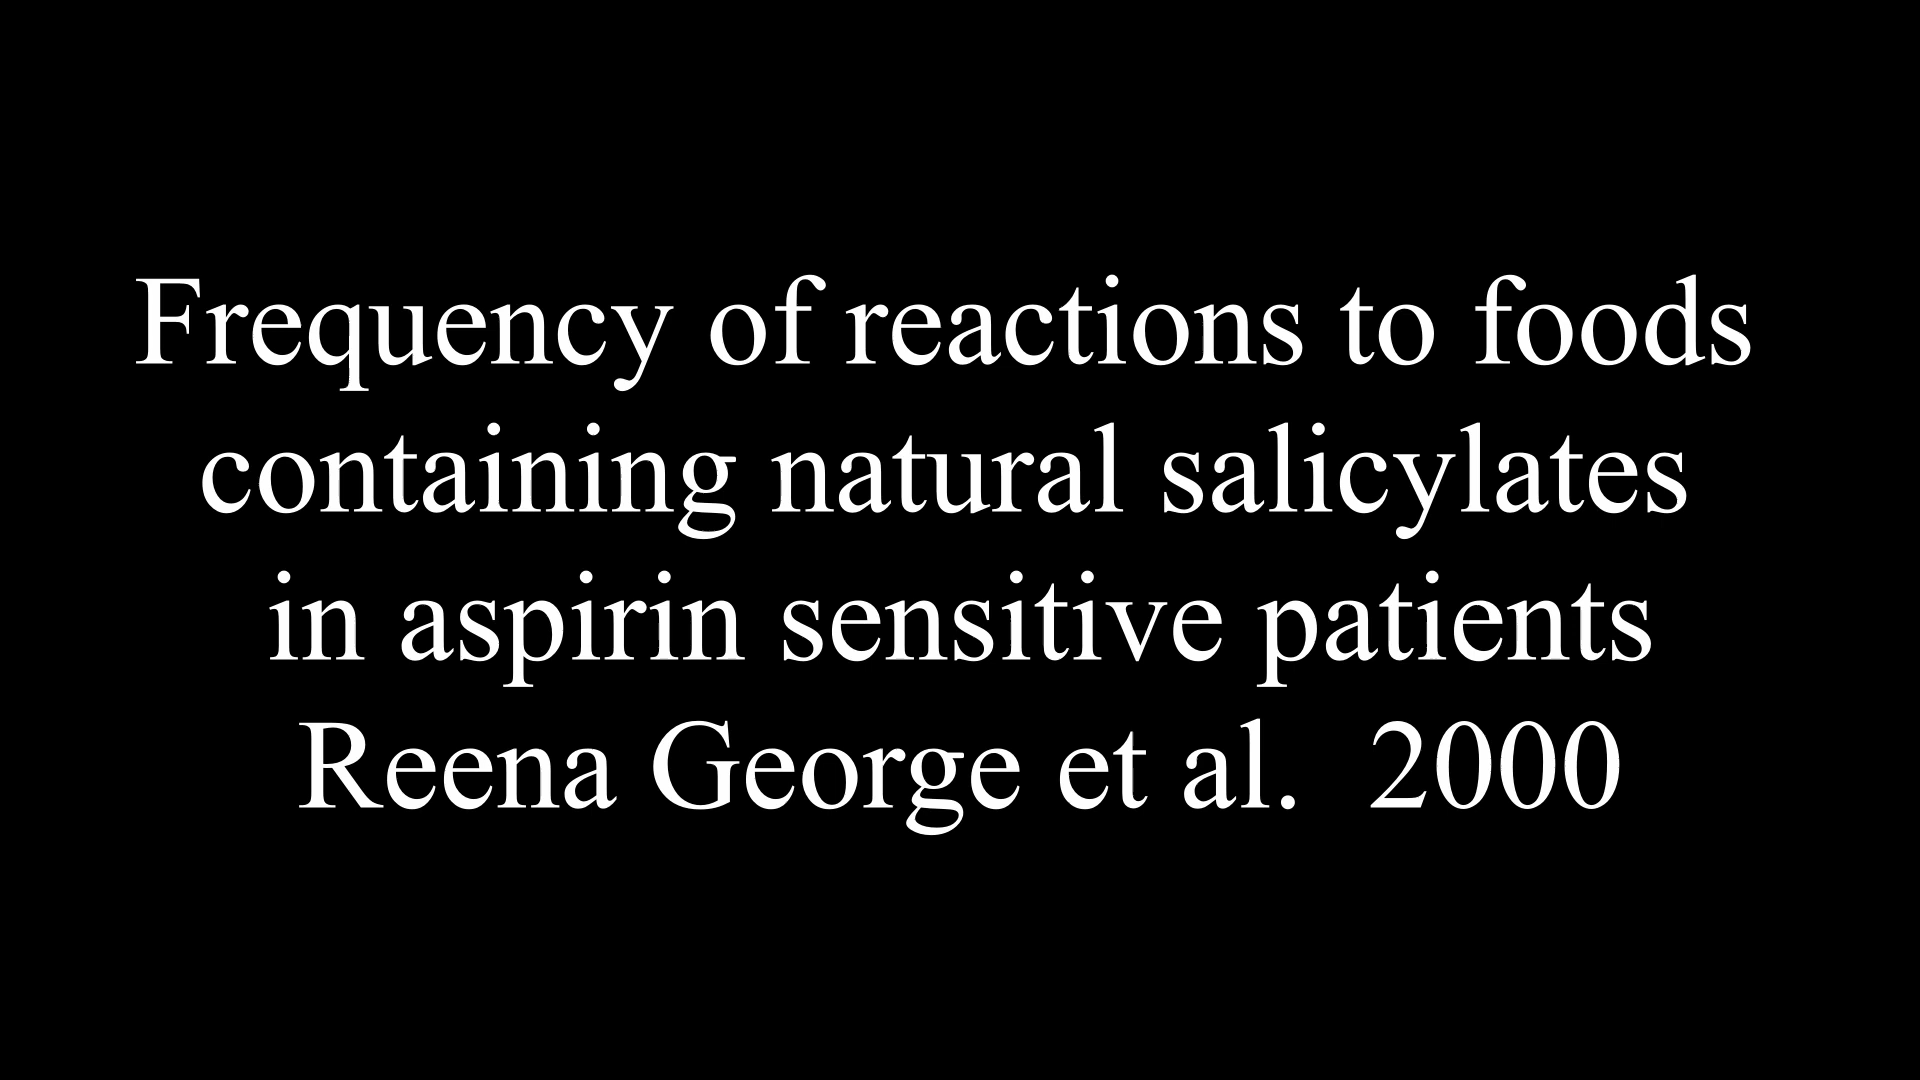 Frequency of reactions to foods
containing natural salicylates
in aspirin sensitive patients
Reena George et al.  2000